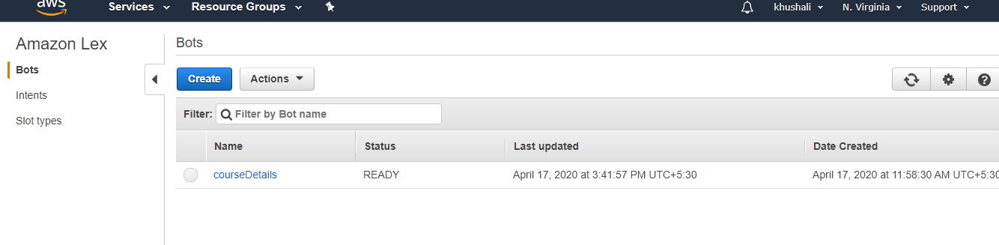 aws Services Resource Groups khushali N. Virginia Support
Amazon Lex
Bots
Intents
Slot types
Bots
Create Actions
Filter: Filter by Bot name
Name Status Last updated Date Created
courseDetails READY April 17, 2020 at 3:41:57 PM UTC+5:30 April 17, 2020 at 11:58:30 AM UTC+5:30